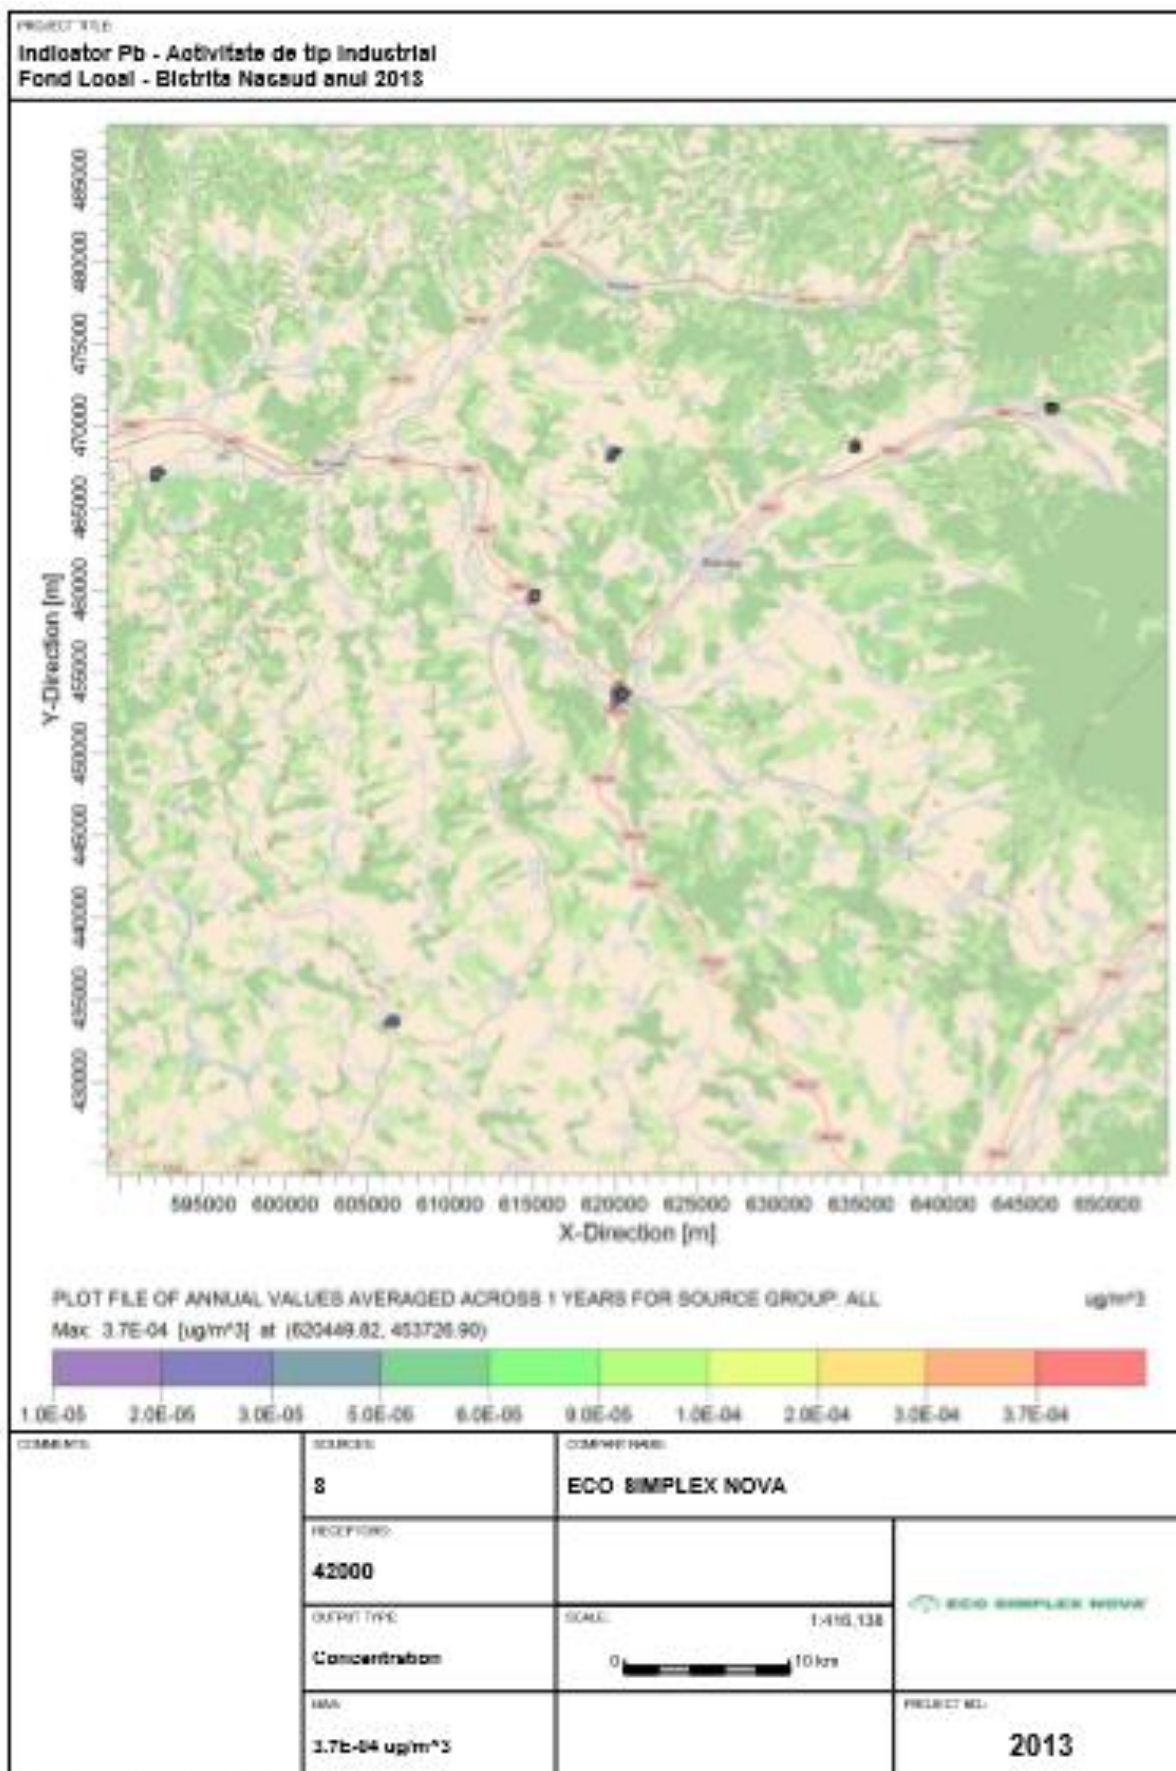 PROJECT TITLE:
Indicator Pb - Activitate de tip Industrial
Fond Local - Bistrita Nasaud anul 2013
Y-Direction [m]
485000
480000
475000
470000
465000
460000
455000
450000
445000
440000
435000
430000
595000 600000 605000 610000 615000 620000 625000 630000 635000 640000 645000 650000
X-Direction [m]
PLOT FILE OF ANNUAL VALUES AVERAGED ACROSS 1 YEARS FOR SOURCE GROUP: ALL
ug/m^3
Max: 3.7E-04 [ug/m^3] at (620449.82, 453726.90)
1.0E-05 2.0E-05 3.0E-05 5.0E-05 6.0E-05 9.0E-05 1.0E-04 2.0E-04 3.0E-04 3.7E-04
COMMENTS:
SOURCES:
8
COMPANY NAME:
ECO SIMPLEX NOVA
RECEPTORS:
42000
OUTPUT TYPE:
Concentration
SCALE:
0 10 km
ECO SIMPLEX NOVA
MAX:
3.7E-04 ug/m^3
PROJECT NO.:
2013